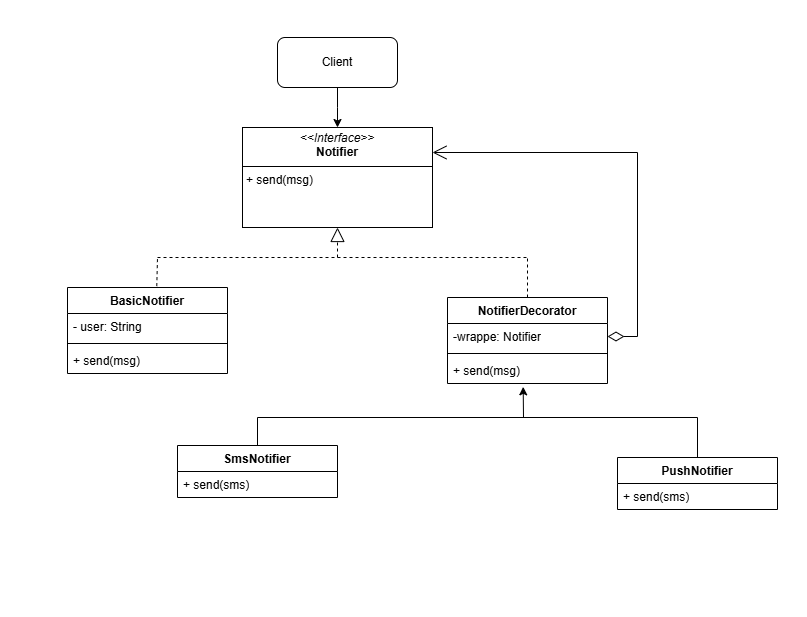 Client
<<Interface>>
Notifier
+ send(msg)
BasicNotifier
- user: String
+ send(msg)
NotifierDecorator
-wrappe: Notifier
+ send(msg)
SmsNotifier
+ send(sms)
PushNotifier
+ send(sms)